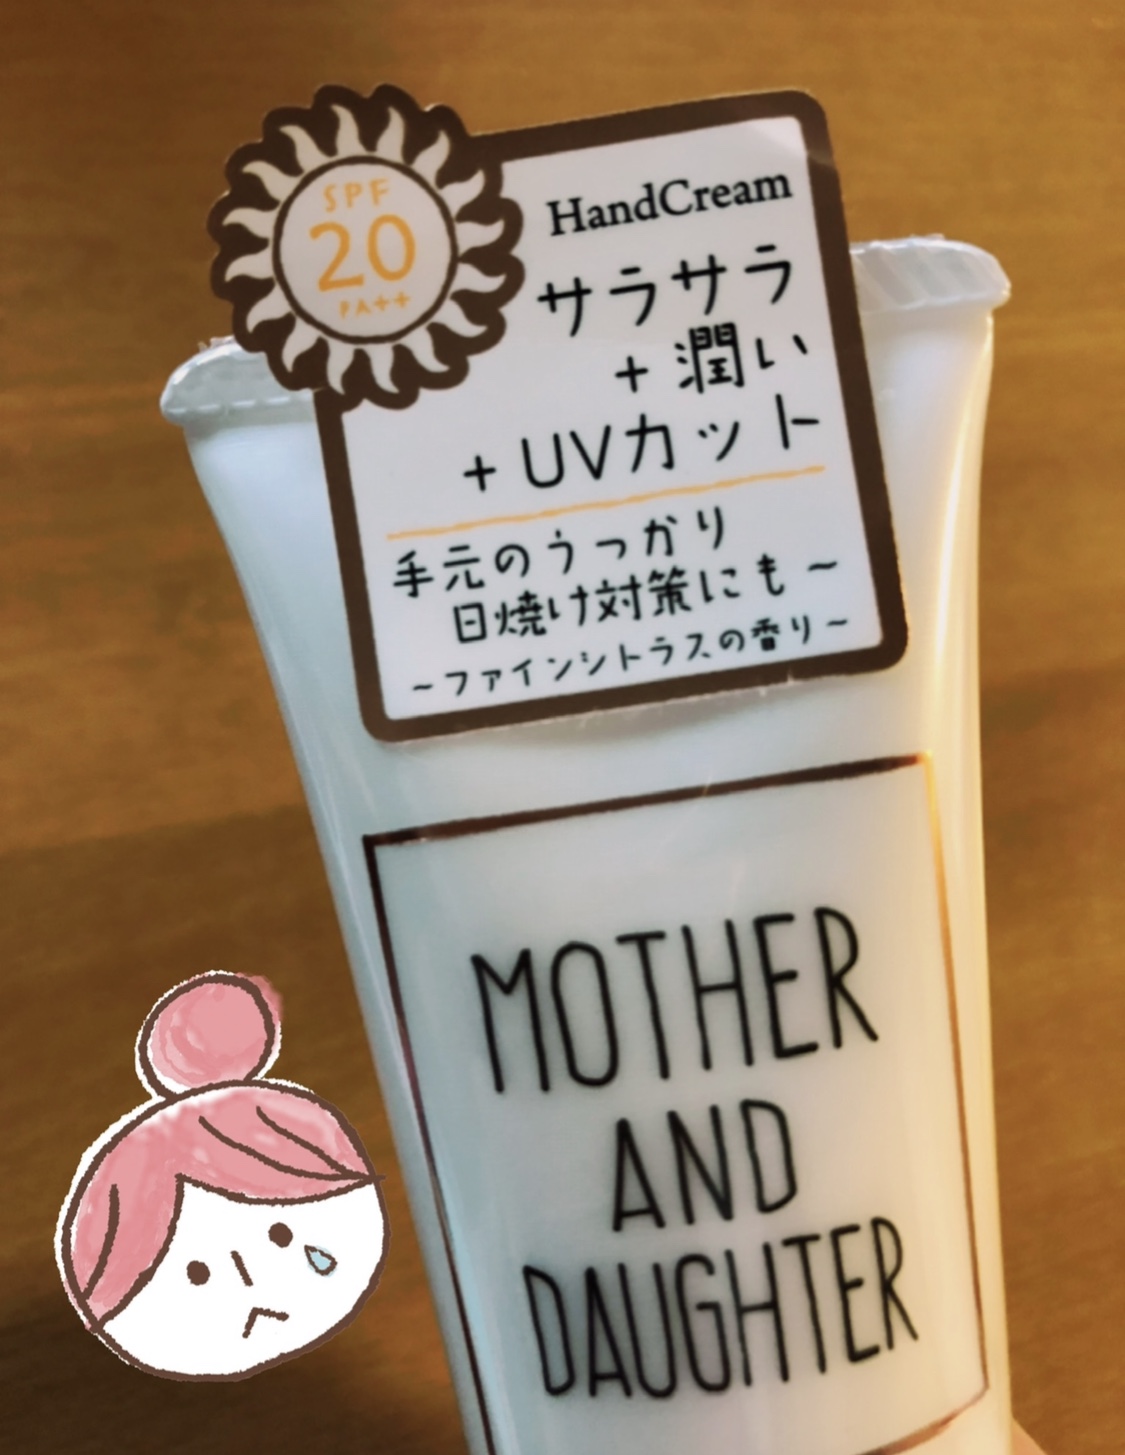 SPF
20
PA++
HandCream
サラサラ
+ 潤い
+ UVカット
手元のうっかり
日焼け対策にも～
～ファインシトラスの香り～
MOTHER
AND
DAUGHTER